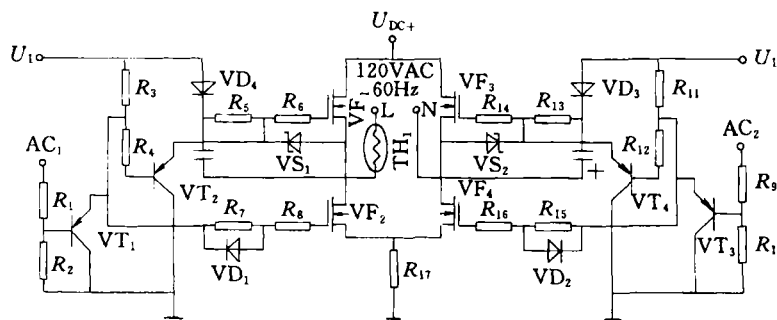 U_DC+
U_1
120VAC
~60Hz
U_1
R_3
VD_4
R_5
R_6
VF_1
L
N
VF_3
R_14
R_13
VD_3
R_11
AC_1
R_4
VS_1
TH_1
VS_2
R_12
AC_2
+
R_1
VT_2
VF_4
VT_4
R_9
R_7
R_8
VF_2
R_16
R_15
R_2
VT_1
VD_1
R_17
VD_2
VT_3